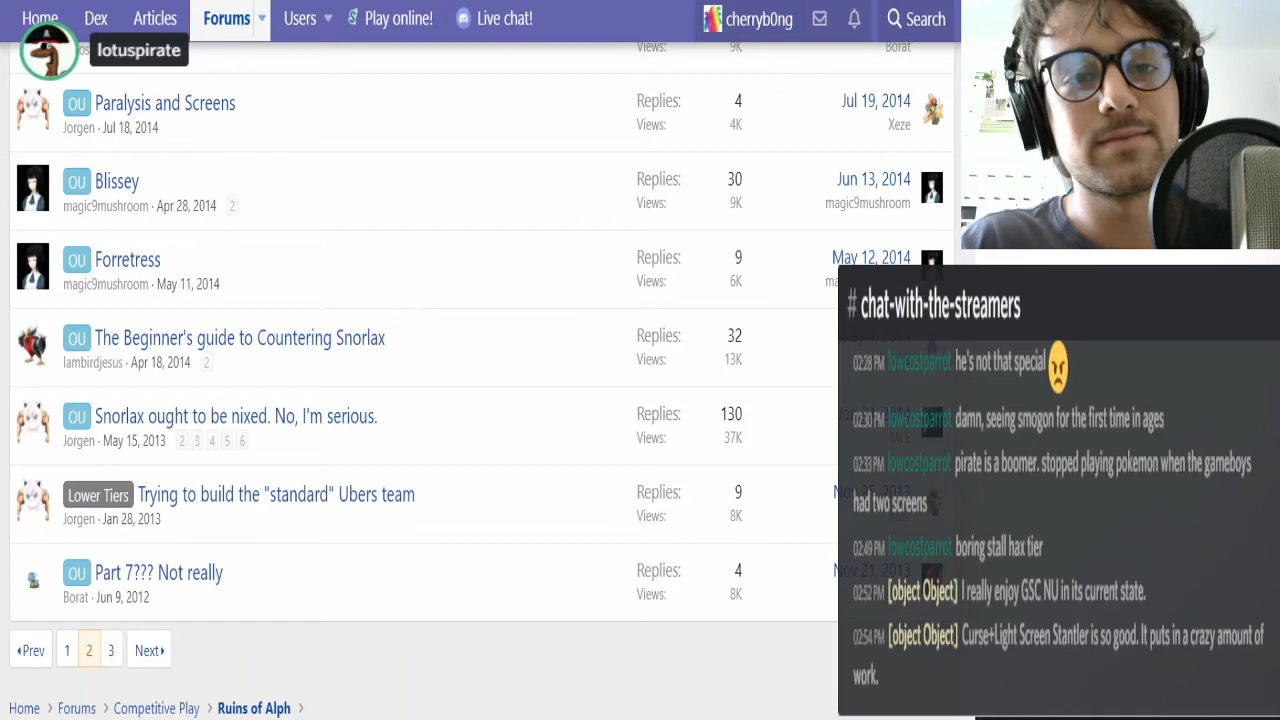 Home Dex Articles Forums Users Play online! Live chat! cherryb0ng Search
lotuspirate
Views: 9K Borat
OU Paralysis and Screens Replies: 4 Jul 19, 2014
Jorgen · Jul 18, 2014 Views: 4K Xeze
OU Blissey Replies: 30 Jun 13, 2014
magic9mushroom · Apr 28, 2014 2 Views: 9K magic9mushroom
OU Forretress Replies: 9 May 12, 2014
magic9mushroom · May 11, 2014 Views: 6K
OU The Beginner's guide to Countering Snorlax Replies: 32
Iambirdjesus · Apr 18, 2014 2 Views: 13K
OU Snorlax ought to be nixed. No, I'm serious. Replies: 130
Jorgen · May 15, 2013 2 3 4 5 6 Views: 37K
Lower Tiers Trying to build the "standard" Ubers team Replies: 9
Jorgen · Jan 28, 2013 Views: 8K
OU Part 7??? Not really Replies: 4 Nov 21, 2013
Borat · Jun 9, 2012 Views: 8K
Prev 1 2 3 Next
Home Forums Competitive Play Ruins of Alph
# chat-with-the-streamers
02:28 PM lowcostparrot he's not that special
02:30 PM lowcostparrot damn, seeing smogon for the first time in ages
02:33 PM lowcostparrot pirate is a boomer. stopped playing pokemon when the gameboys
had two screens
02:49 PM lowcostparrot boring stall hax tier
02:52 PM [object Object] I really enjoy GSC NU in its current state.
02:54 PM [object Object] Curse+Light Screen Stantler is so good. It puts in a crazy amount of
work.